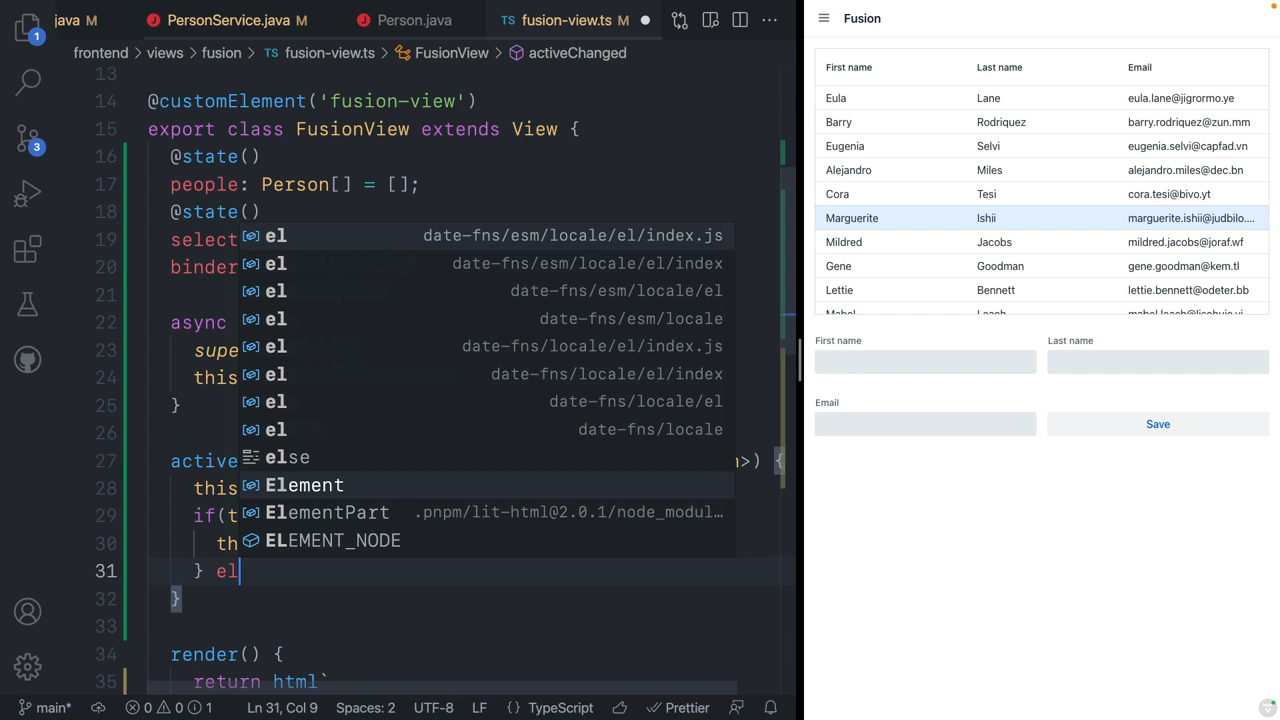 java M
PersonService.java M
Person.java
TS fusion-view.ts M
frontend > views > fusion > TS fusion-view.ts > FusionView > activeChanged
1
3
13
14 @customElement('fusion-view')
15 export class FusionView extends View {
16 @state()
17 people: Person[] = [];
18 @state()
19 select
20 binder
21
22 async
23 supe
24 this
25 }
26
27 active n>) {
28 this
29 if(t
30 th
31 } el
32 }
33
34 render() {
35 return html`
el date-fns/esm/locale/el/index.js
el date-fns/esm/locale/el/index
el date-fns/esm/locale/el
el date-fns/esm/locale
el date-fns/locale/el/index.js
el date-fns/locale/el/index
el date-fns/locale/el
el date-fns/locale
else
Element
ElementPart .pnpm/lit-html@2.0.1/node_modul...
ELEMENT_NODE
main* 0 0 1 Ln 31, Col 9 Spaces: 2 UTF-8 LF {} TypeScript Prettier
Fusion
First name Last name Email
Eula Lane eula.lane@jigrormo.ye
Barry Rodriquez barry.rodriquez@zun.mm
Eugenia Selvi eugenia.selvi@capfad.vn
Alejandro Miles alejandro.miles@dec.bn
Cora Tesi cora.tesi@bivo.yt
Marguerite Ishii marguerite.ishii@judbilo....
Mildred Jacobs mildred.jacobs@joraf.wf
Gene Goodman gene.goodman@kem.tl
Lettie Bennett lettie.bennett@odeter.bb
First name Last name
Email
Save